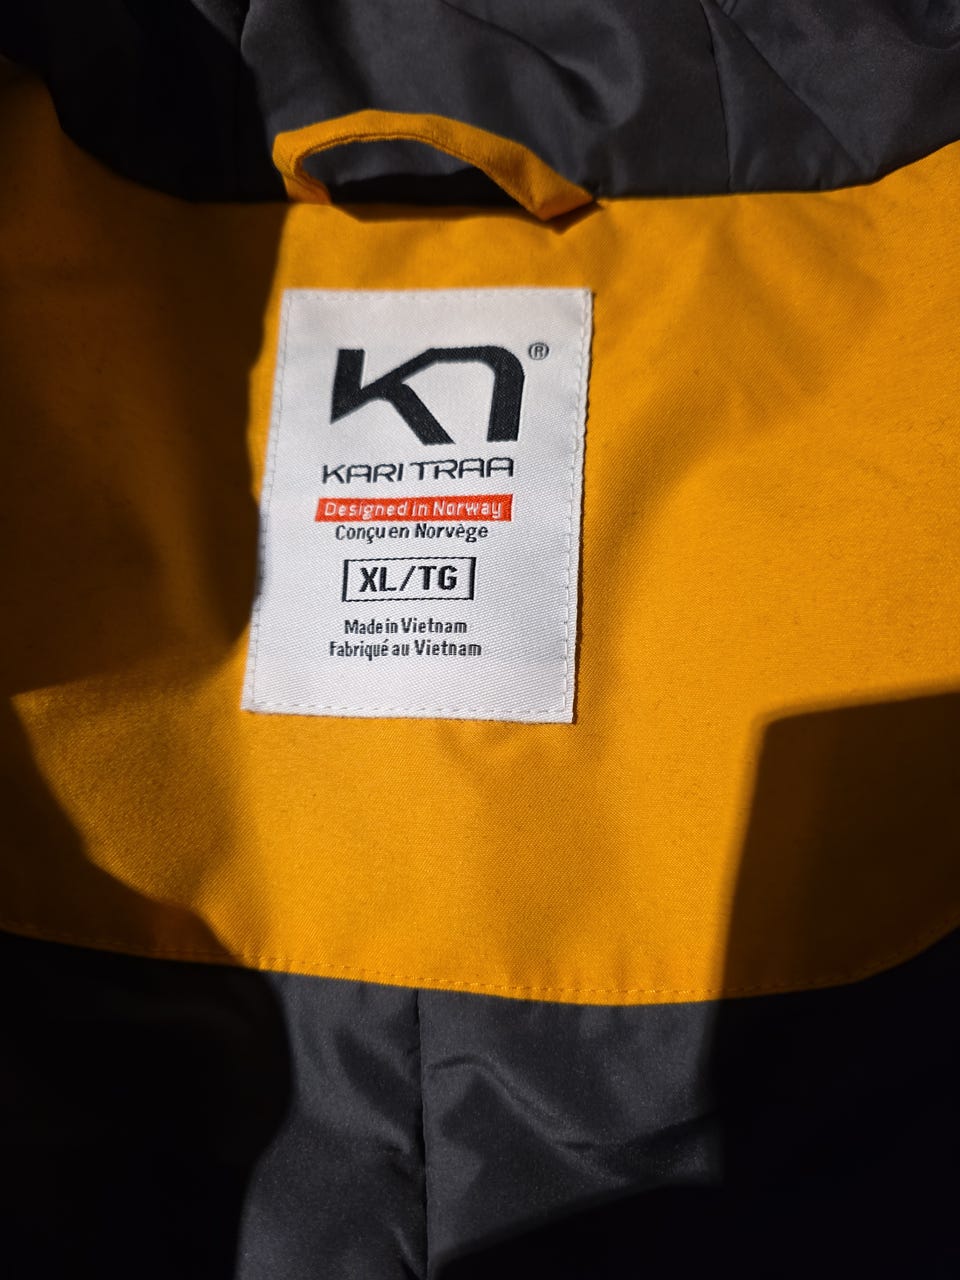 ®
KARI TRAA
Designed in Norway
Conçu en Norvège
XL/TG
Made in Vietnam
Fabriqué au Vietnam